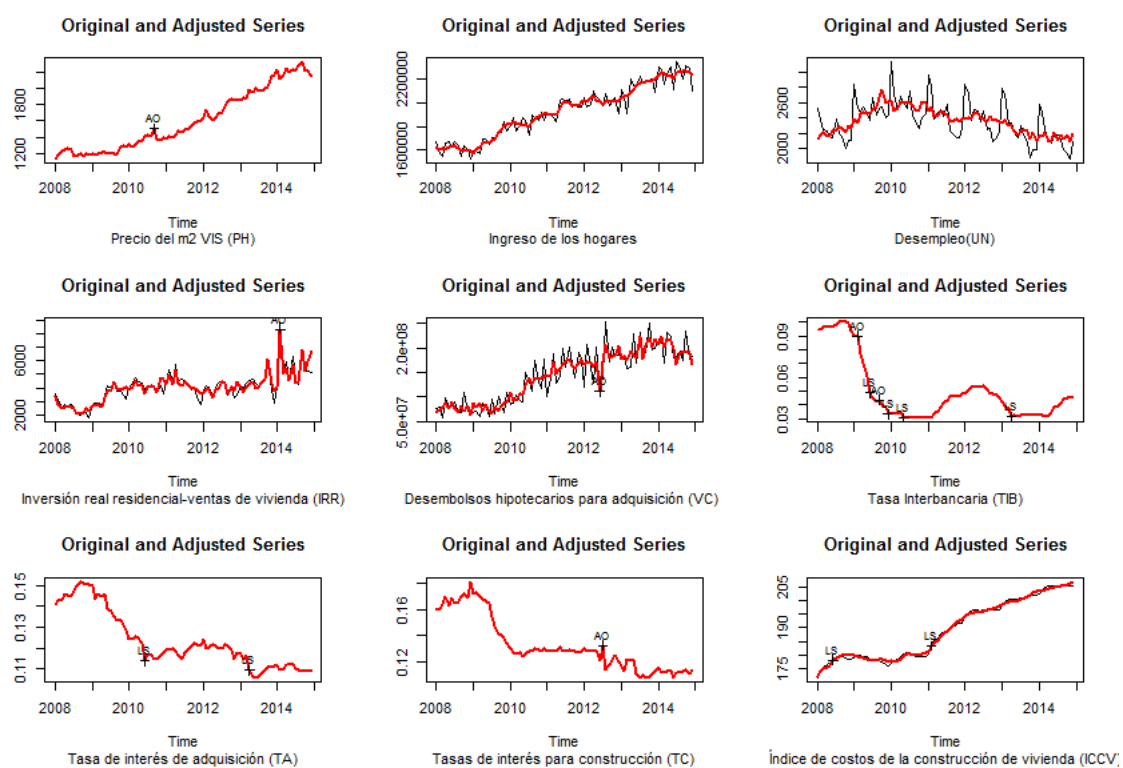 Original and Adjusted Series
1200 1800
AO
2008 2010 2012 2014
Time
Precio del m2 VIS (PH)
Original and Adjusted Series
1600000 2200000
2008 2010 2012 2014
Time
Ingreso de los hogares
Original and Adjusted Series
2000 2600
2008 2010 2012 2014
Time
Desempleo(UN)
Original and Adjusted Series
2000 6000
AO
2008 2010 2012 2014
Time
Inversión real residencial-ventas de vivienda (IRR)
Original and Adjusted Series
5.0e+07 2.0e+08
AO
2008 2010 2012 2014
Time
Desembolsos hipotecarios para adquisición (VC)
Original and Adjusted Series
0.03 0.06 0.09
AO
LS
AO
LS
LS
LS
2008 2010 2012 2014
Time
Tasa Interbancaria (TIB)
Original and Adjusted Series
0.11 0.13 0.15
LS
LS
2008 2010 2012 2014
Time
Tasa de interés de adquisición (TA)
Original and Adjusted Series
0.12 0.16
AO
2008 2010 2012 2014
Time
Tasas de interés para construcción (TC)
Original and Adjusted Series
175 190 205
LS
LS
2008 2010 2012 2014
Time
Índice de costos de la construcción de vivienda (ICCV)